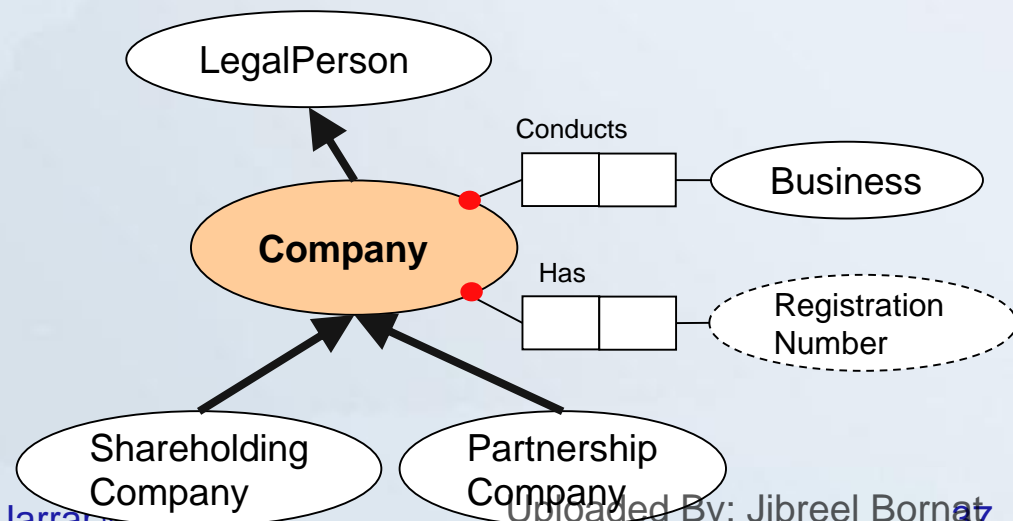 LegalPerson
Conducts
Business
Company
Has
Registration
Number
Shareholding
Company
Partnership
Company
Uploaded By: Jibreel Bornat